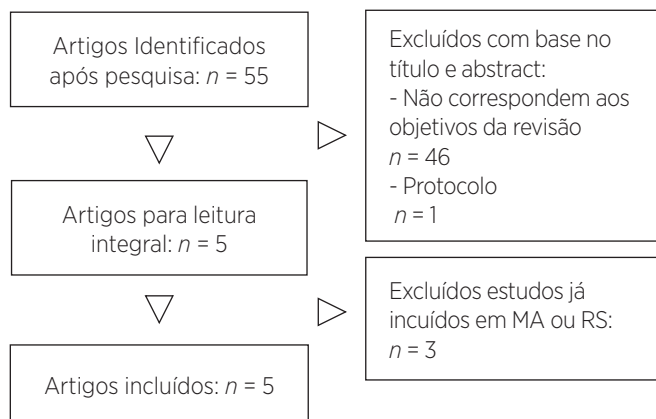 Artigos Identificados
após pesquisa: n = 55
Excluídos com base no
título e abstract:
- Não correspondem aos
objetivos da revisão
n = 46
- Protocolo
n = 1
Artigos para leitura
integral: n = 5
Excluídos estudos já
incuídos em MA ou RS:
n = 3
Artigos incluídos: n = 5